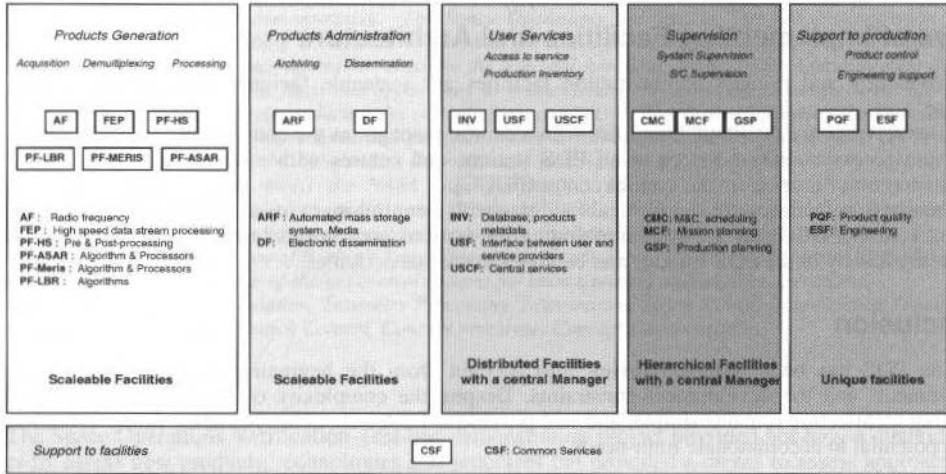 Products Generation
Acquisition Demultiplexing Processing
AF FEP PF-HS
PF-LBR PF-MERIS PF-ASAR
AF : Radio frequency
FEP : High speed data stream processing
PF-HS : Pre & Post-processing
PF-ASAR : Algorithm & Processors
PF-Meris : Algorithm & Processors
PF-LBR : Algorithms
Scaleable Facilities
Products Administration
Archiving Dissemination
ARF DF
ARF : Automated mass storage
system, Media
DF: Electronic dissemination
Scaleable Facilities
User Services
Access to service
Production Inventory
INV USF USCF
INV: Database, products
metadata
USF: Interface between user and
service providers
USCF: Central services
Distributed Facilities
with a central Manager
Supervision
System Supervision
S/C Supervision
CMC MCF GSP
CMC: M&C, scheduling
MCF: Mission planning
GSP: Production planning
Hierarchical Facilities
with a central Manager
Support to production
Product control
Engineering support
PQF ESF
PQF: Product quality
ESF: Engineering
Unique facilities
Support to facilities
CSF CSF: Common Services